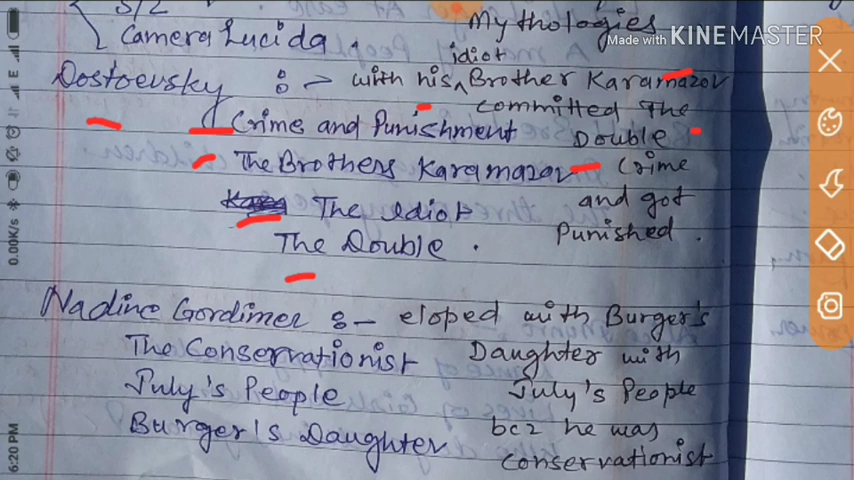 S/Z
Mythologies
Camera Lucida.
Made with KINEMASTER
idiot
Dostoevsky :- with his ^ Brother Karamazov
committed The
Crime and Punishment Double
The Brothers Karamazov Crime
The Idiot and got
The Double. Punished.
Nadine Gordimer :- eloped with Burger's
The Conservationist Daughter with
July's People July's People
Burger's Daughter bcz he was
conservationist
0.00K/s
E
6:20 PM